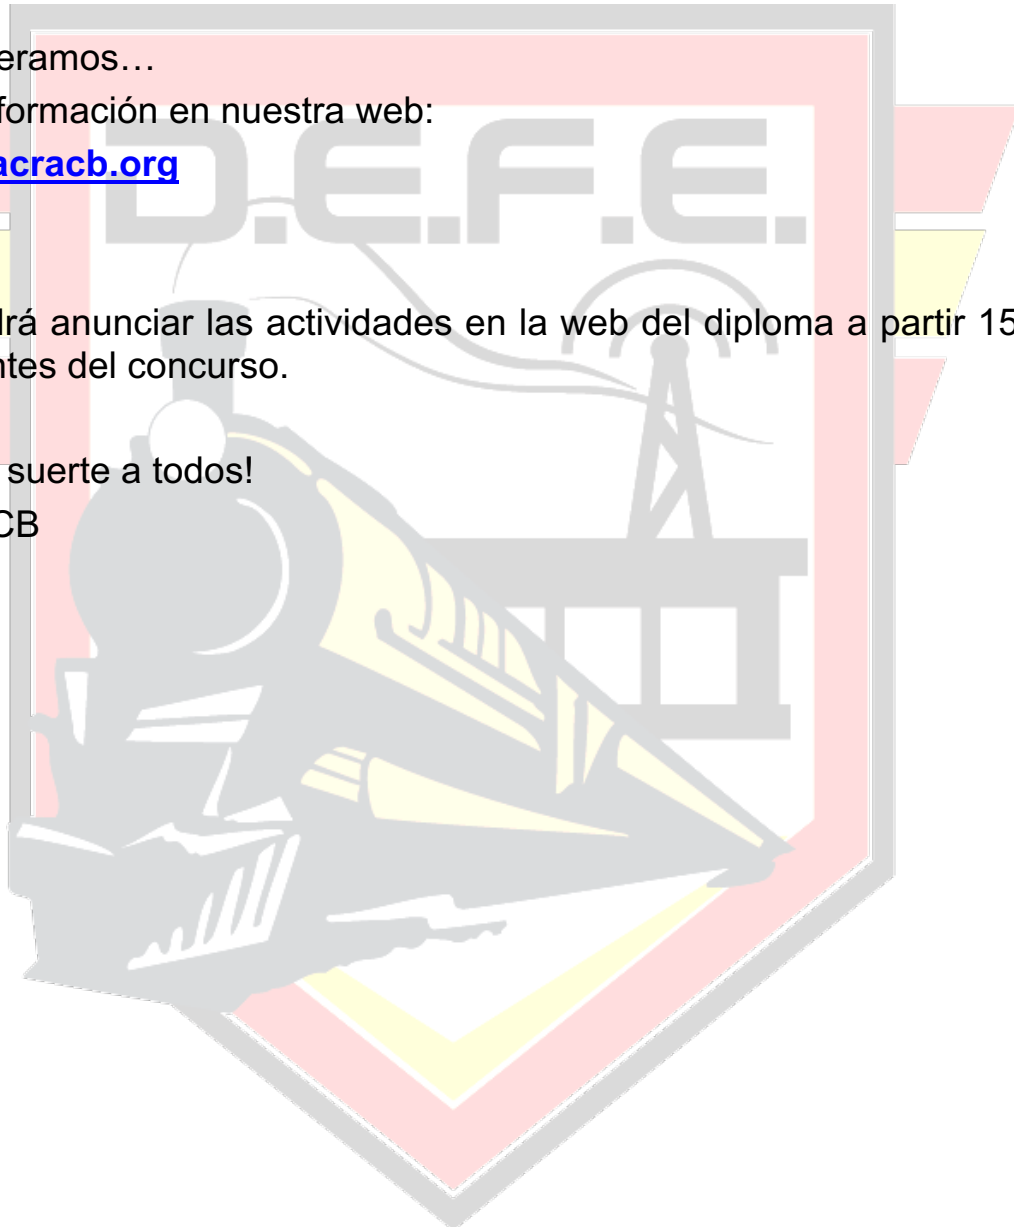 eramos…
formación en nuestra web:
acracb.org
D.E.F.E.
drá anunciar las actividades en la web del diploma a partir 15
ntes del concurso.
suerte a todos!
CB